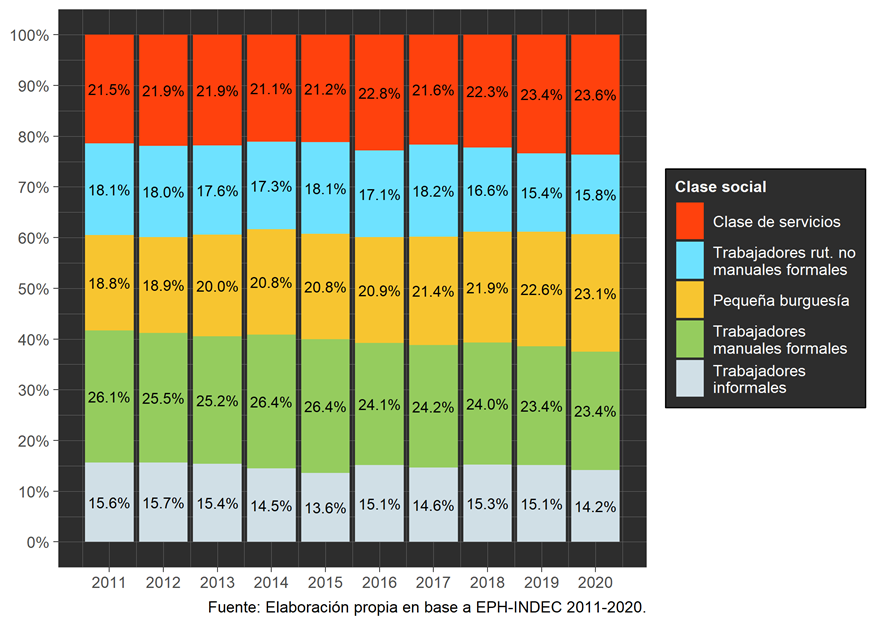 100%
90%
80%
70%
60%
50%
40%
30%
20%
10%
0%
21.5% 21.9% 21.9% 21.1% 21.2% 22.8% 21.6% 22.3% 23.4% 23.6%
18.1% 18.0% 17.6% 17.3% 18.1% 17.1% 18.2% 16.6% 15.4% 15.8%
18.8% 18.9% 20.0% 20.8% 20.8% 20.9% 21.4% 21.9% 22.6% 23.1%
26.1% 25.5% 25.2% 26.4% 26.4% 24.1% 24.2% 24.0% 23.4% 23.4%
15.6% 15.7% 15.4% 14.5% 13.6% 15.1% 14.6% 15.3% 15.1% 14.2%
2011 2012 2013 2014 2015 2016 2017 2018 2019 2020
Clase social
Clase de servicios
Trabajadores rut. no
manuales formales
Pequeña burguesía
Trabajadores
manuales formales
Trabajadores
informales
Fuente: Elaboración propia en base a EPH-INDEC 2011-2020.